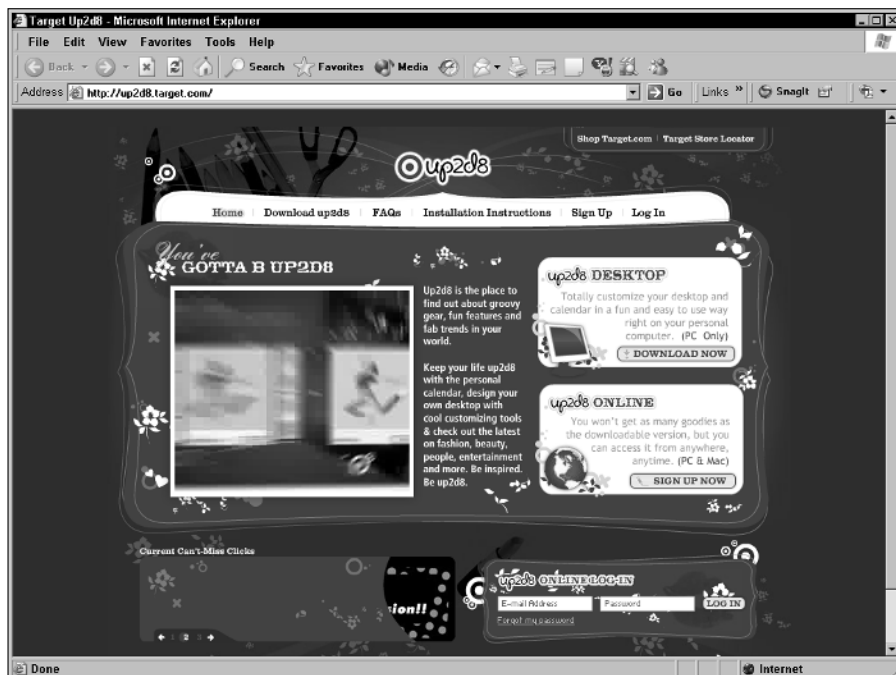 Target Up2d8 - Microsoft Internet Explorer
File Edit View Favorites Tools Help
Back Search Favorites Media
Address http://up2d8.target.com/ Go Links » SnagIt
Shop Target.com | Target Store Locator
up2d8
Home Download up2d8 FAQs Installation Instructions Sign Up Log In
You've
GOTTA B UP2D8
Up2d8 is the place to
find out about groovy
gear, fun features and
fab trends in your
world.
Keep your life up2d8
with the personal
calendar, design your
own desktop with
cool customizing tools
& check out the latest
on fashion, beauty,
people, entertainment
and more. Be inspired.
Be up2d8.
up2d8 DESKTOP
Totally customize your desktop and
calendar in a fun and easy to use way
right on your personal
computer. (PC Only)
DOWNLOAD NOW
up2d8 ONLINE
You won't get as many goodies as
the downloadable version, but you
can access it from anywhere,
anytime. (PC & Mac)
SIGN UP NOW
Current Can't-Miss Clicks
sion!!
1 2 3
up2d8 ONLINE LOG-IN
E-mail Address Password LOG IN
Forgot my password
Done Internet